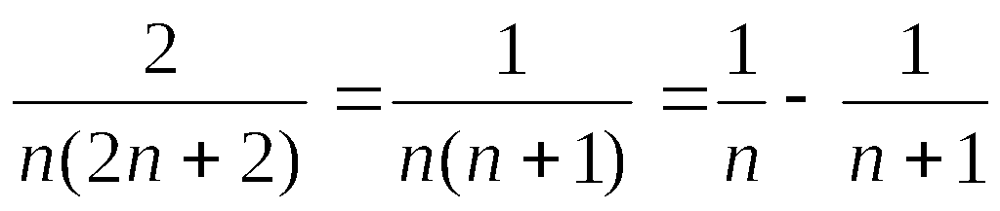 2/(n(2n + 2)) = 1/(n(n + 1)) = 1/n - 1/(n + 1)